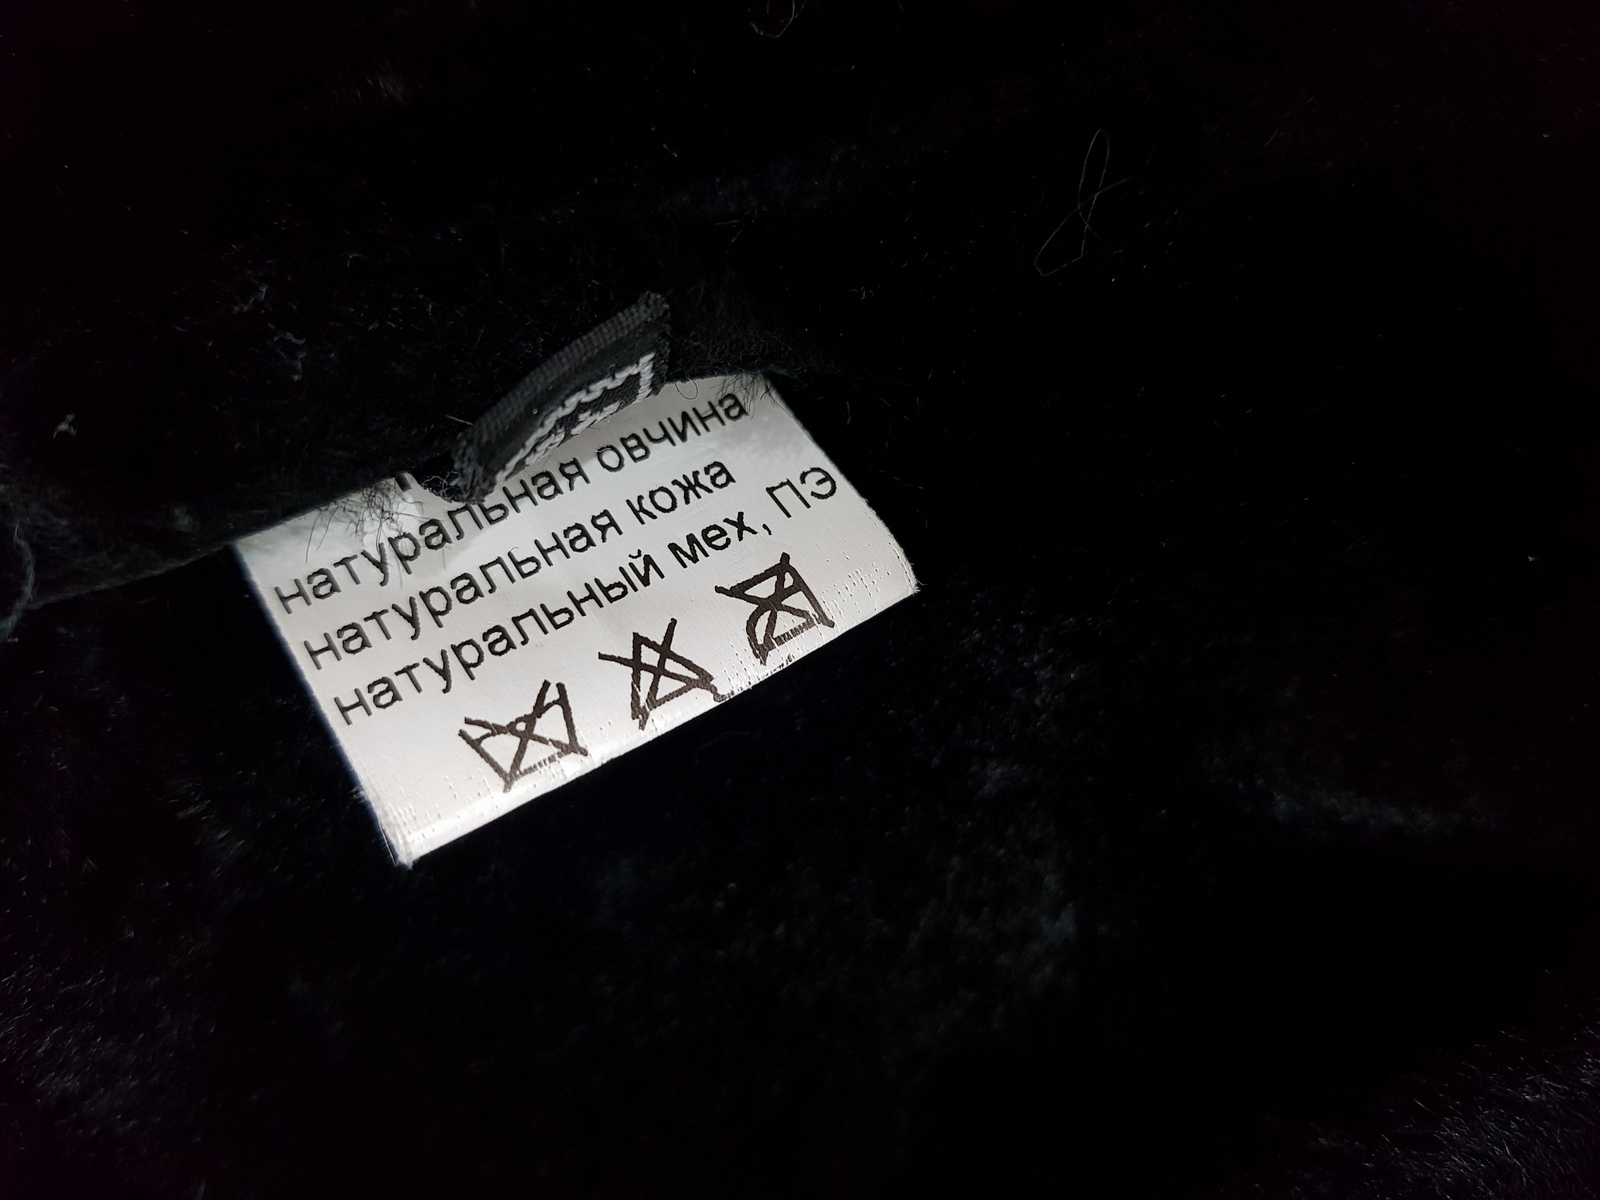 натуральная овчина
натуральная кожа
натуральный мех, ПЭ